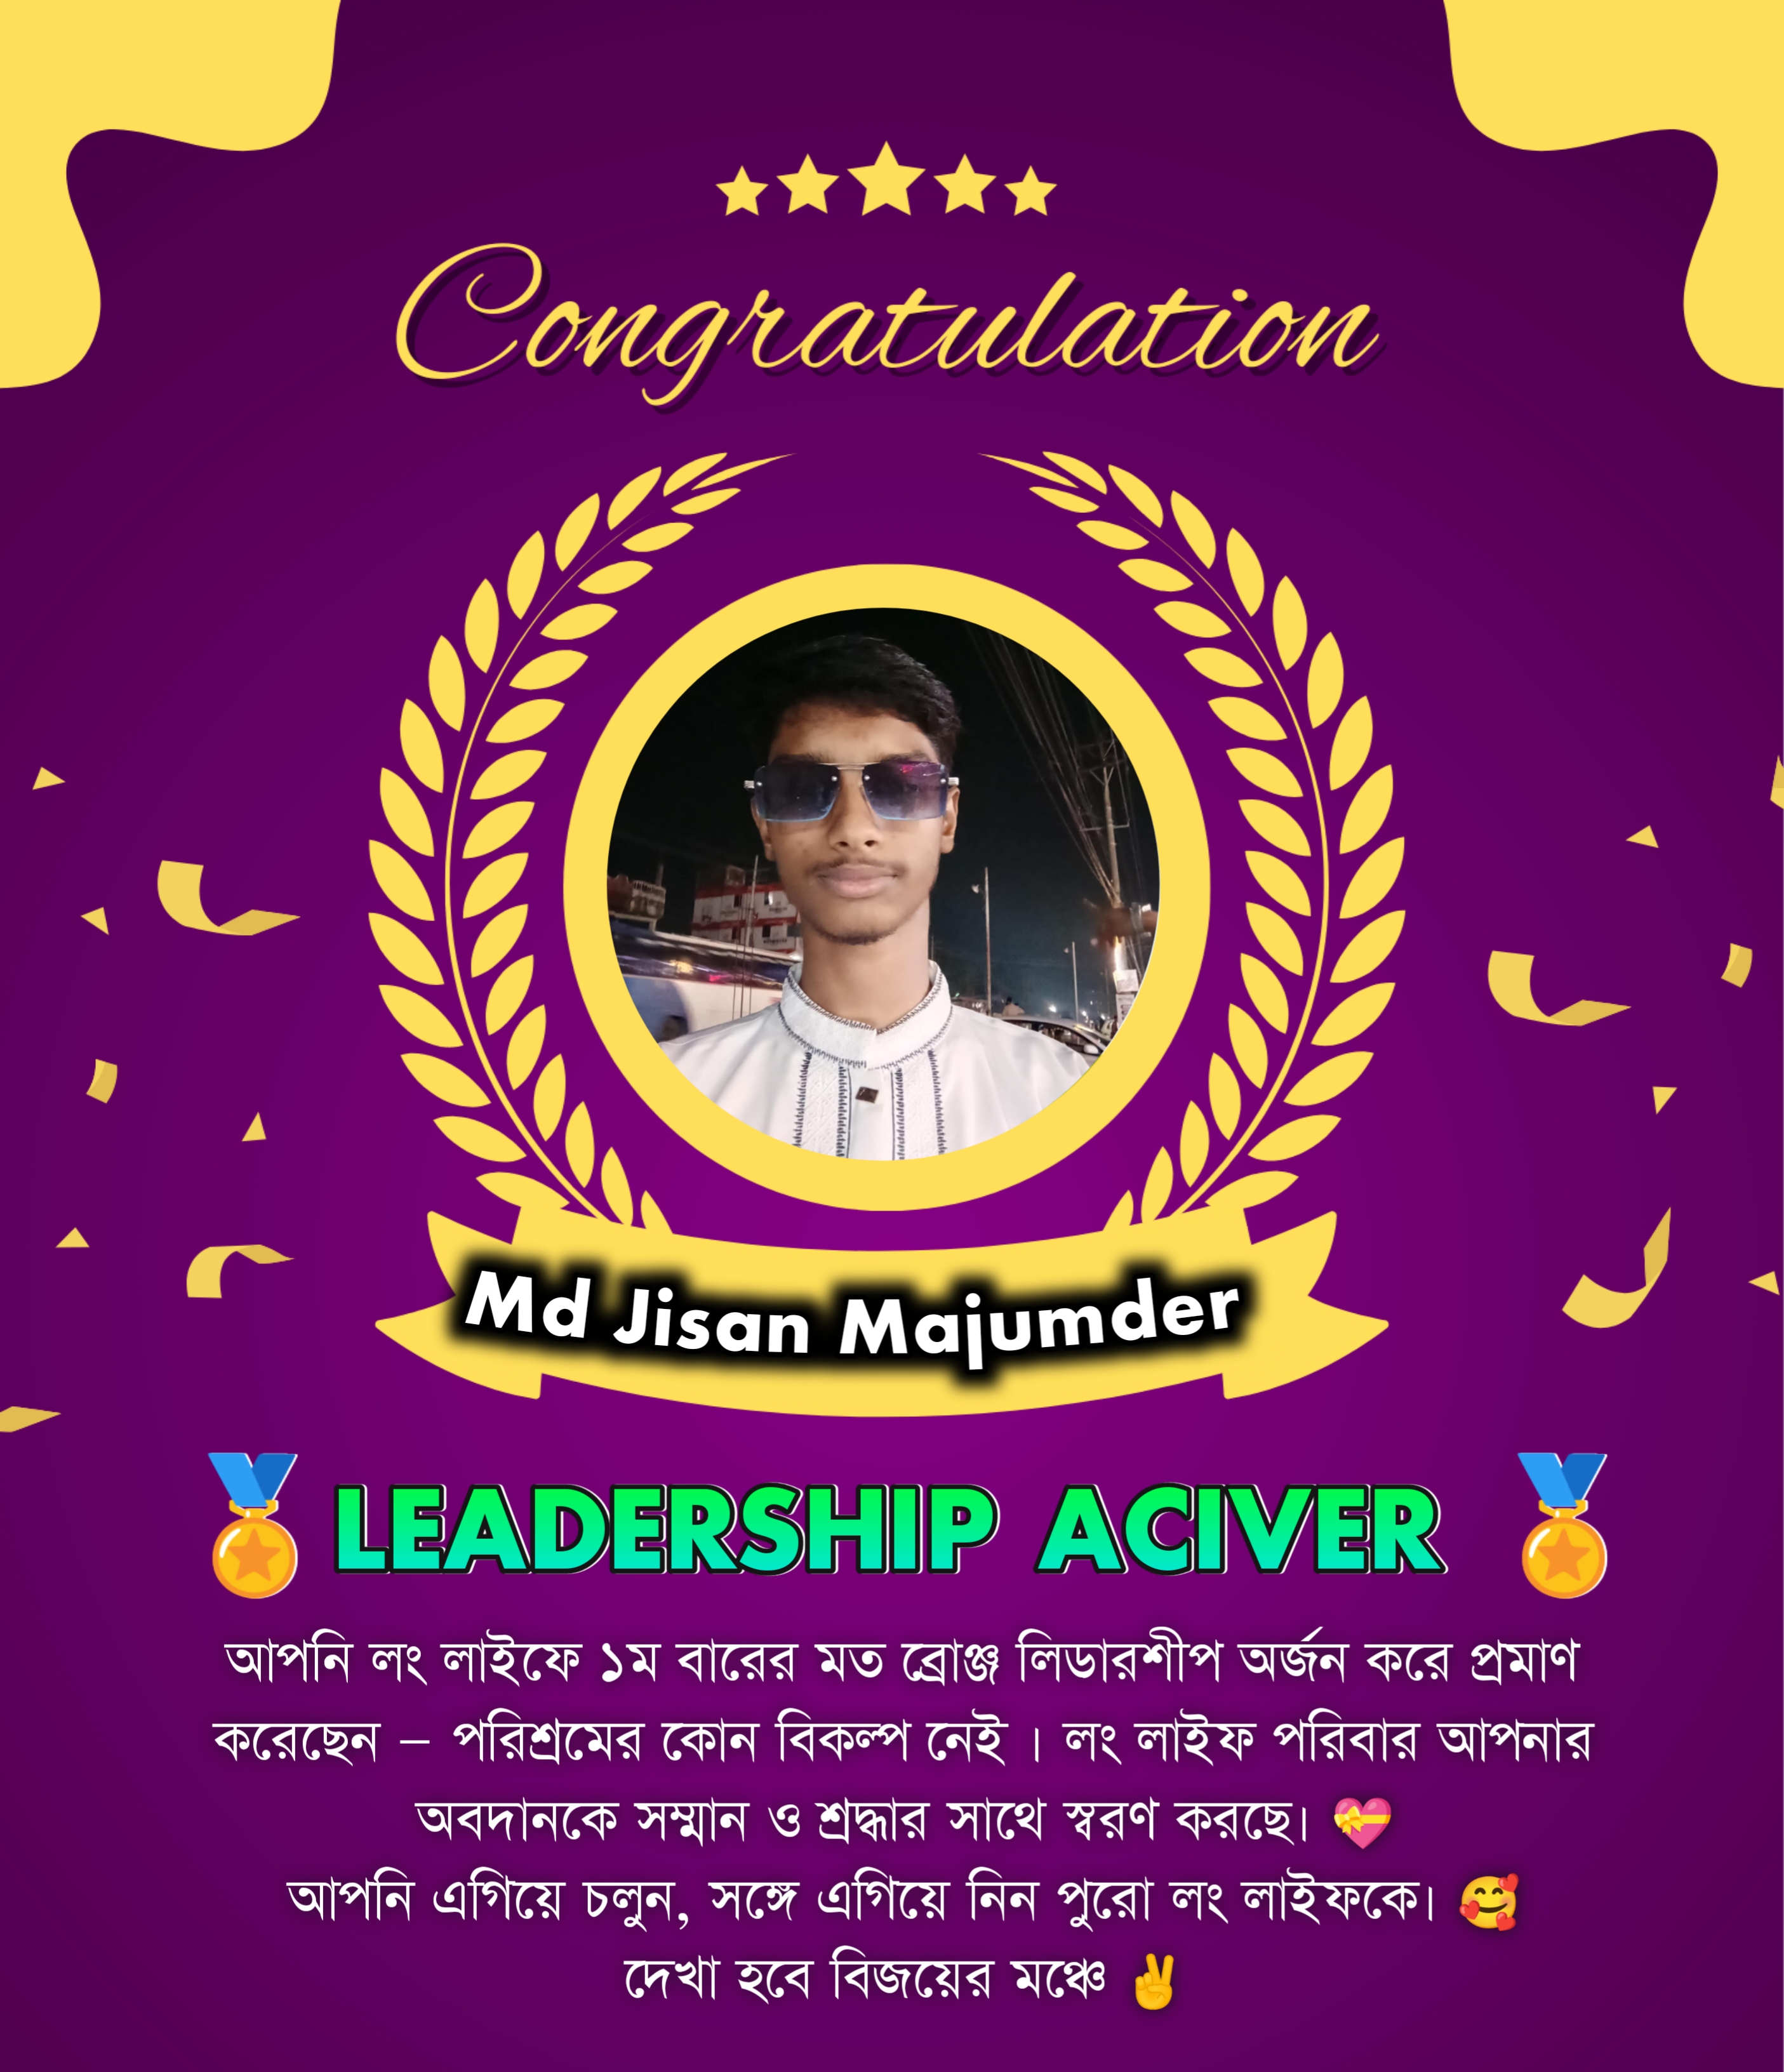 Congratulation
Md Jisan Majumder
LEADERSHIP ACIVER
আপনি লং লাইফে ১ম বারের মত ব্রোঞ্জ লিডারশীপ অর্জন করে প্রমাণ
করেছেন – পরিশ্রমের কোন বিকল্প নেই । লং লাইফ পরিবার আপনার
অবদানকে সম্মান ও শ্রদ্ধার সাথে স্বরণ করছে। 💝
আপনি এগিয়ে চলুন, সঙ্গে এগিয়ে নিন পুরো লং লাইফকে। 🥰
দেখা হবে বিজয়ের মঞ্চে ✌️